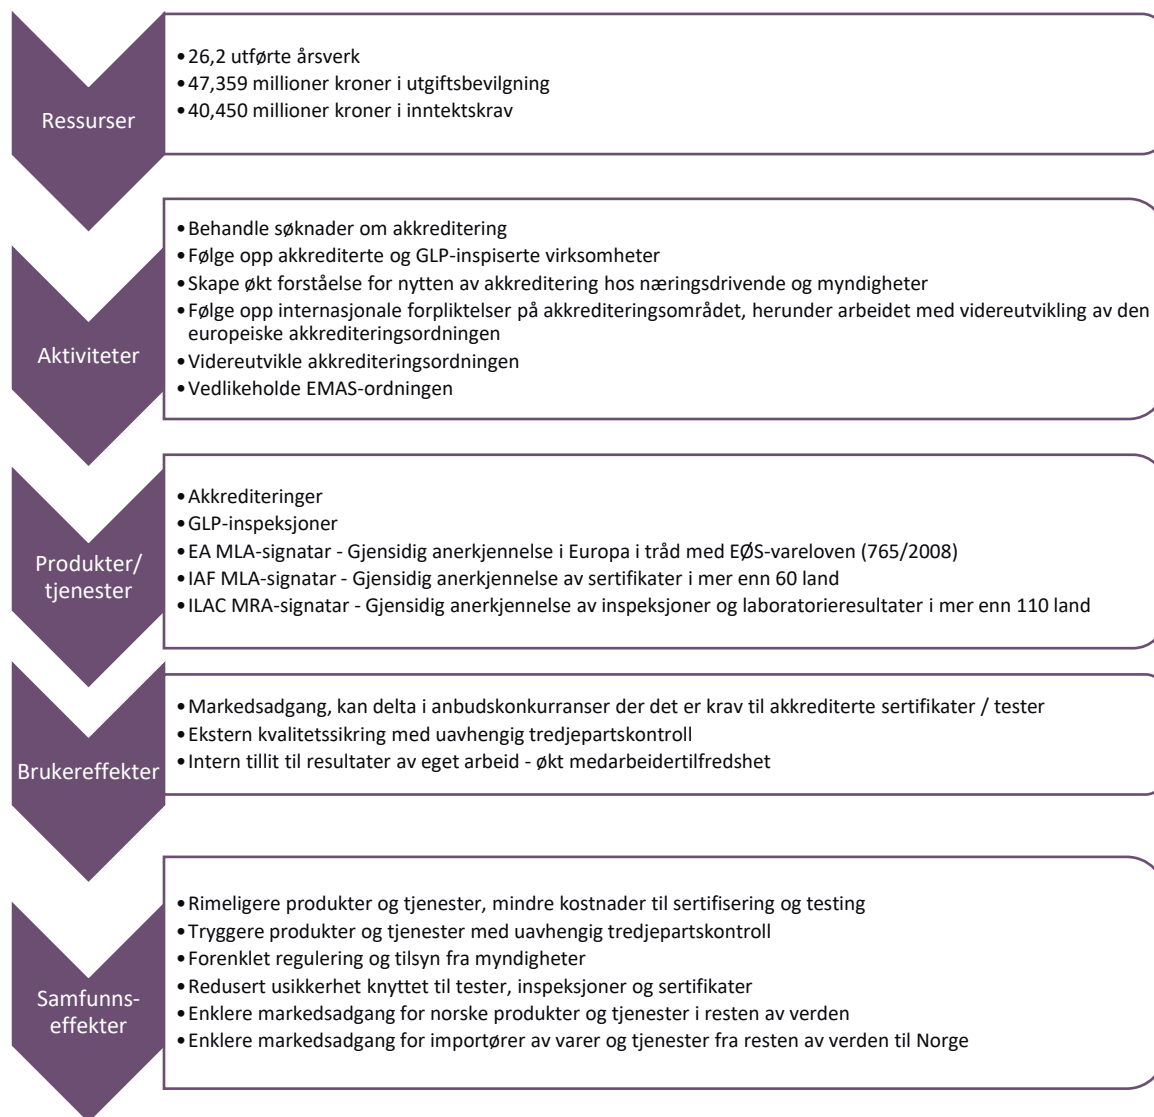 Ressurser
•26,2 utførte årsverk
•47,359 millioner kroner i utgiftsbevilgning
•40,450 millioner kroner i inntektskrav
Aktiviteter
•Behandle søknader om akkreditering
•Følge opp akkrediterte og GLP-inspiserte virksomheter
•Skape økt forståelse for nytten av akkreditering hos næringsdrivende og myndigheter
•Følge opp internasjonale forpliktelser på akkrediteringsområdet, herunder arbeidet med videreutvikling av den
europeiske akkrediteringsordningen
•Videreutvikle akkrediteringsordningen
•Vedlikeholde EMAS-ordningen
Produkter/
tjenester
•Akkrediteringer
•GLP-inspeksjoner
•EA MLA-signatar - Gjensidig anerkjennelse i Europa i tråd med EØS-vareloven (765/2008)
•IAF MLA-signatar - Gjensidig anerkjennelse av sertifikater i mer enn 60 land
•ILAC MRA-signatar - Gjensidig anerkjennelse av inspeksjoner og laboratorieresultater i mer enn 110 land
Brukereffekter
•Markedsadgang, kan delta i anbudskonkurranser der det er krav til akkrediterte sertifikater / tester
•Ekstern kvalitetssikring med uavhengig tredjepartskontroll
•Intern tillit til resultater av eget arbeid - økt medarbeidertilfredshet
Samfunns-
effekter
•Rimeligere produkter og tjenester, mindre kostnader til sertifisering og testing
•Tryggere produkter og tjenester med uavhengig tredjepartskontroll
•Forenklet regulering og tilsyn fra myndigheter
•Redusert usikkerhet knyttet til tester, inspeksjoner og sertifikater
•Enklere markedsadgang for norske produkter og tjenester i resten av verden
•Enklere markedsadgang for importører av varer og tjenester fra resten av verden til Norge